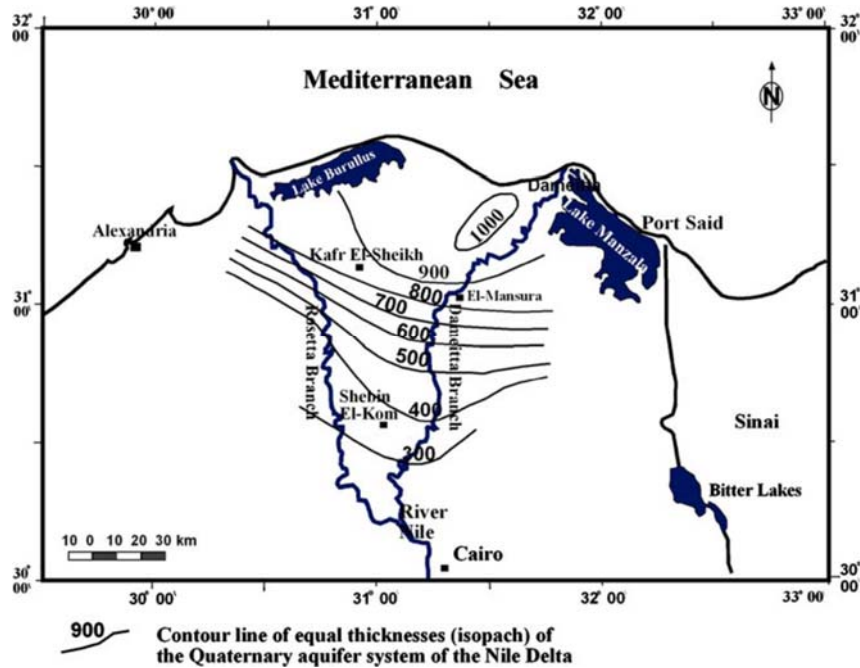 30° 00'
31° 00'
32° 00'
33° 00'
32°
00'
32°
00'
Mediterranean Sea
N
Lake Burullus
Dameitta
Lake Manzala
Port Said
1000
Alexandria
Kafr El-Sheikh
900
800
El-Mansura
31°
00'
31
00'
700
600
500
Rosetta Branch
Dameitta Branch
Shebin
El-Kom
400
300
Sinai
Bitter Lakes
River
Nile
Cairo
10 0 10 20 30 km
30°
00'
30°
00'
30° 00'
31° 00'
32° 00'
33° 00'
900
Contour line of equal thicknesses (isopach) of
the Quaternary aquifer system of the Nile Delta